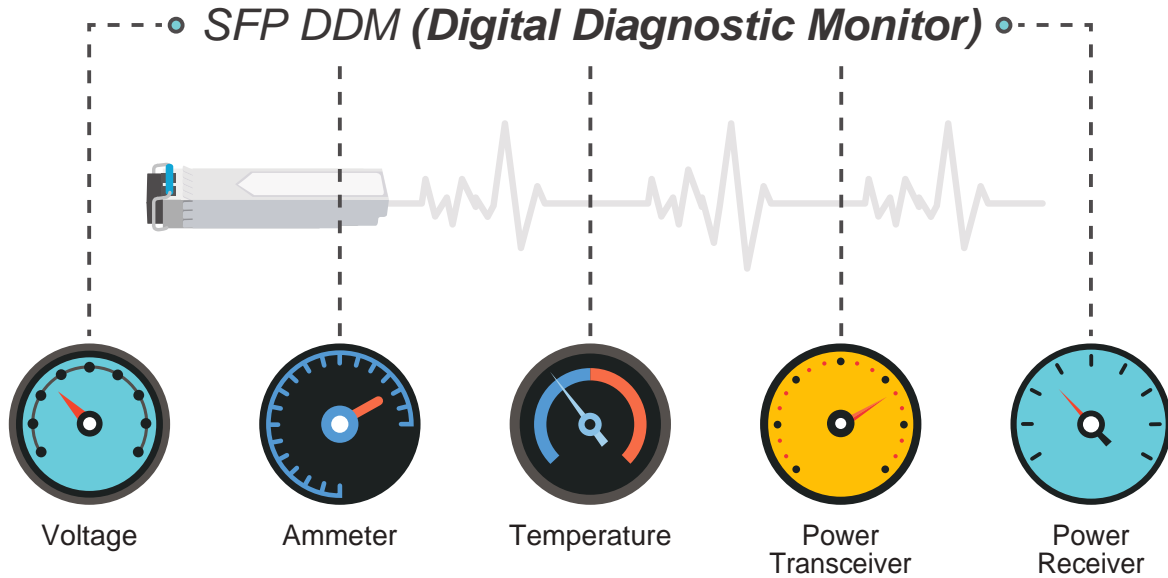 SFP DDM (Digital Diagnostic Monitor)
Voltage
Ammeter
Temperature
Power
Transceiver
Power
Receiver